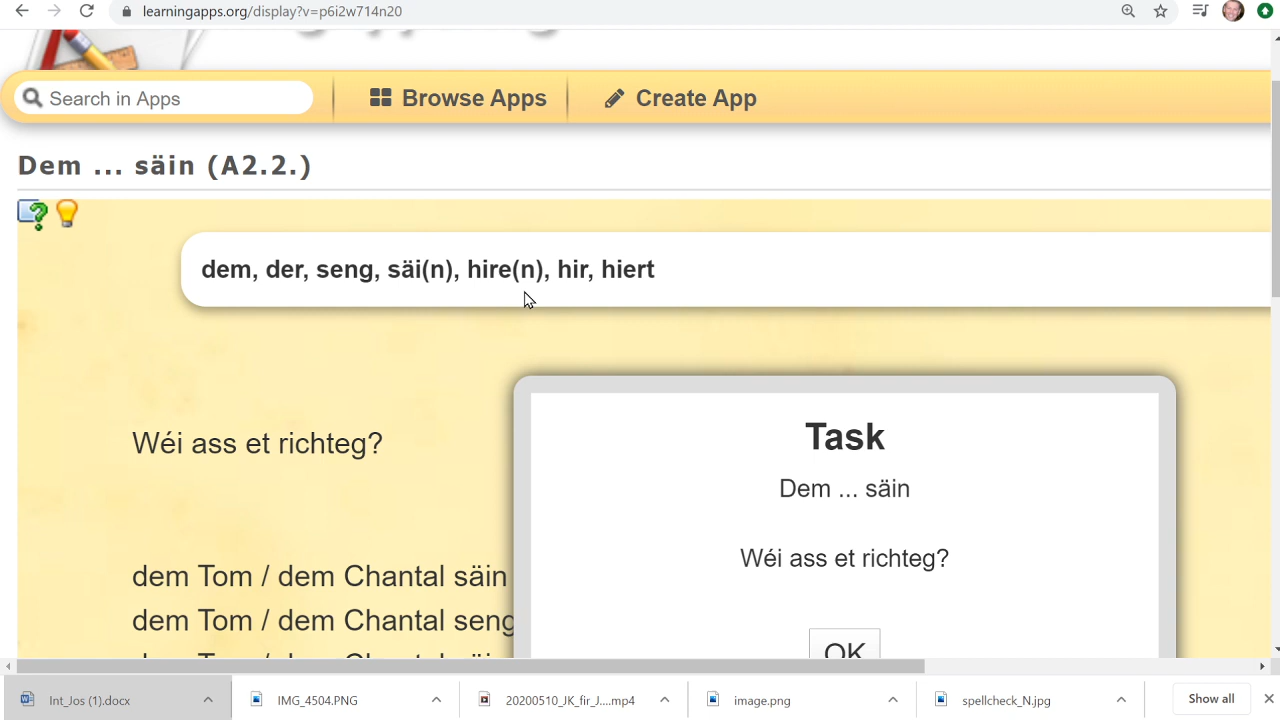 learningapps.org/display?v=p6i2w714n20
Search in Apps
Browse Apps
Create App
Dem ... säin (A2.2.)
dem, der, seng, säi(n), hire(n), hir, hiert
Wéi ass et richteg?
Task
Dem ... säin
Wéi ass et richteg?
OK
dem Tom / dem Chantal säin
dem Tom / dem Chantal seng
Int_Jos (1).docx
IMG_4504.PNG
20200510_JK_fir_J....mp4
image.png
spellcheck_N.jpg
Show all